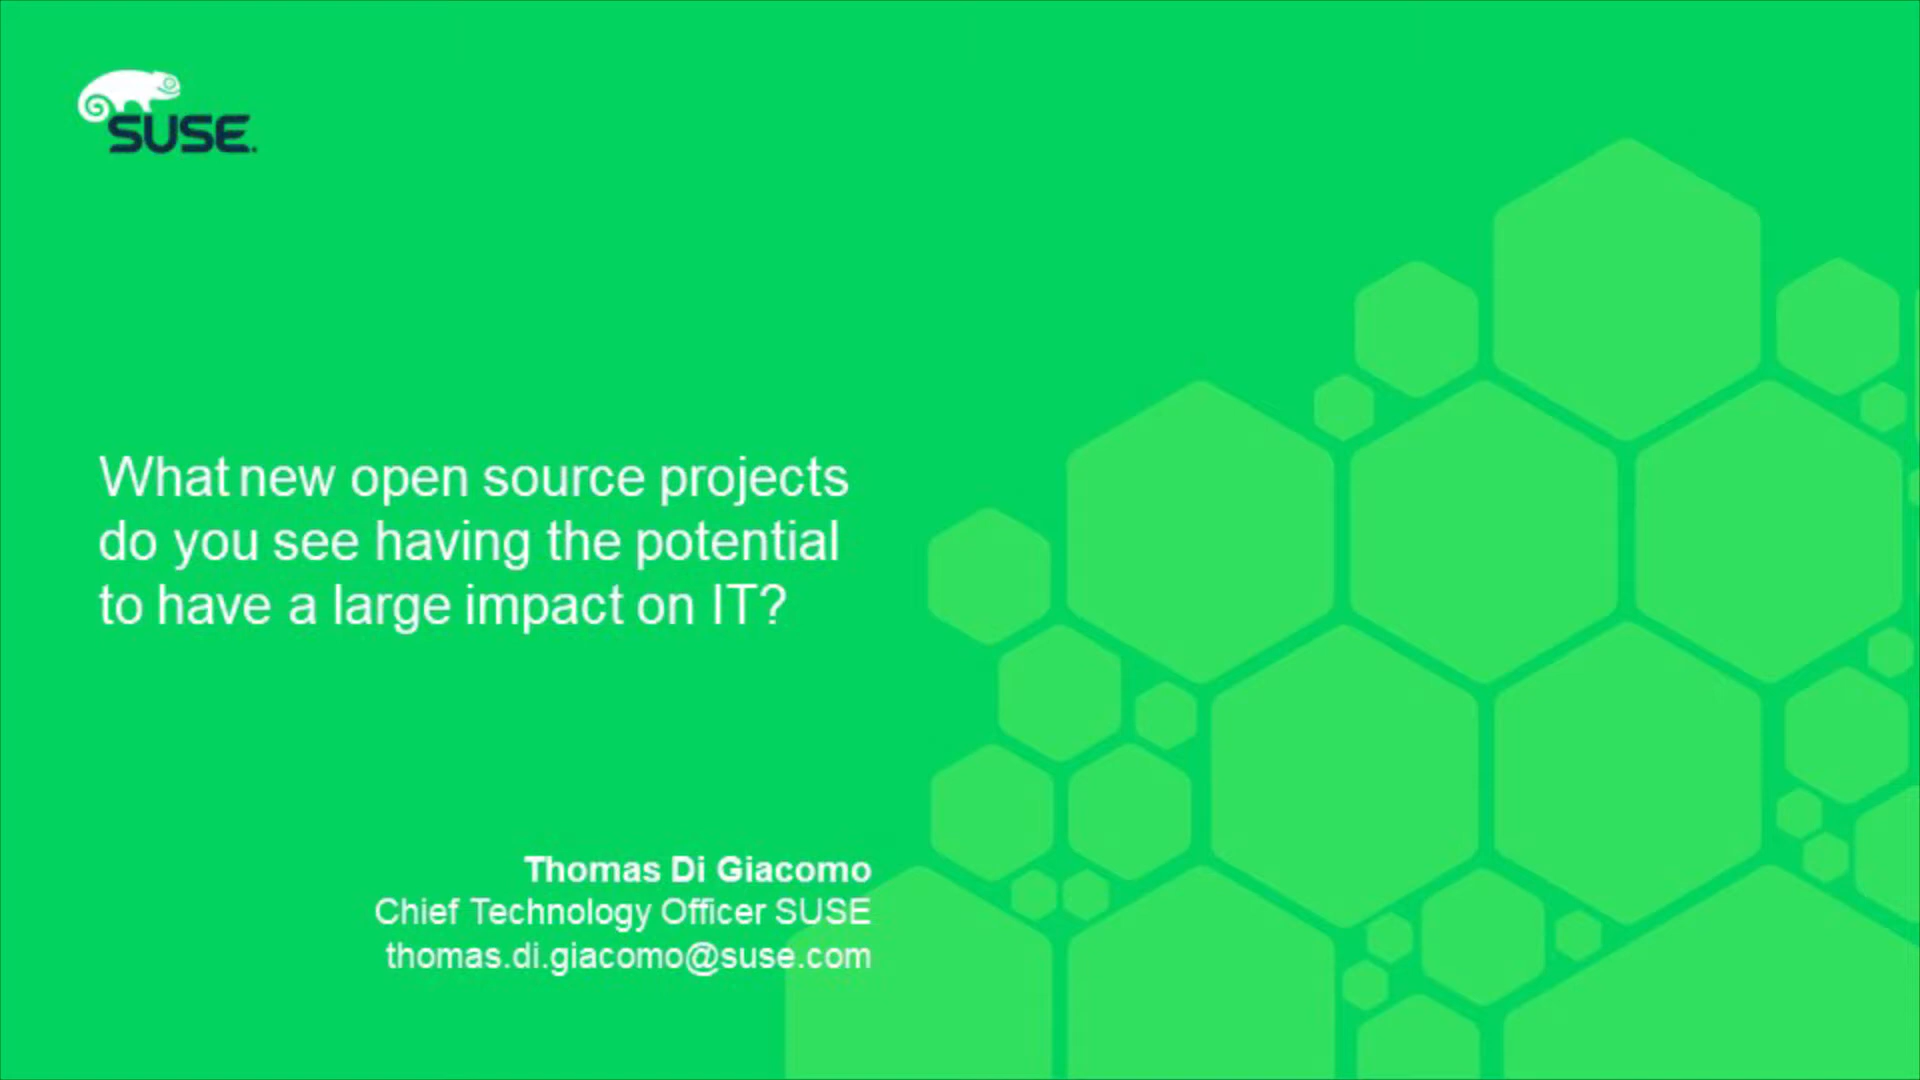 SUSE.
What new open source projects
do you see having the potential
to have a large impact on IT?
Thomas Di Giacomo
Chief Technology Officer SUSE
thomas.di.giacomo@suse.com